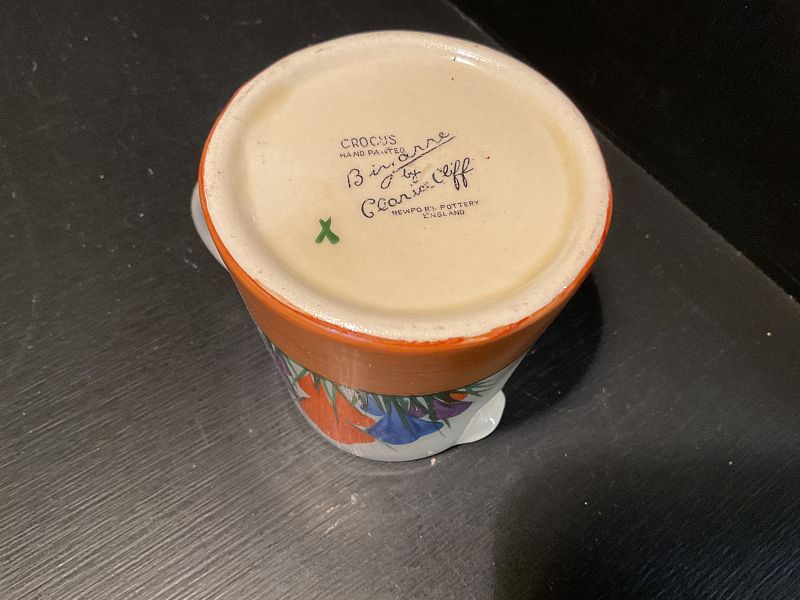 CROCUS
HAND PAINTED
Bizarre
by
Clarice Cliff
NEWPORT POTTERY
ENGLAND
X